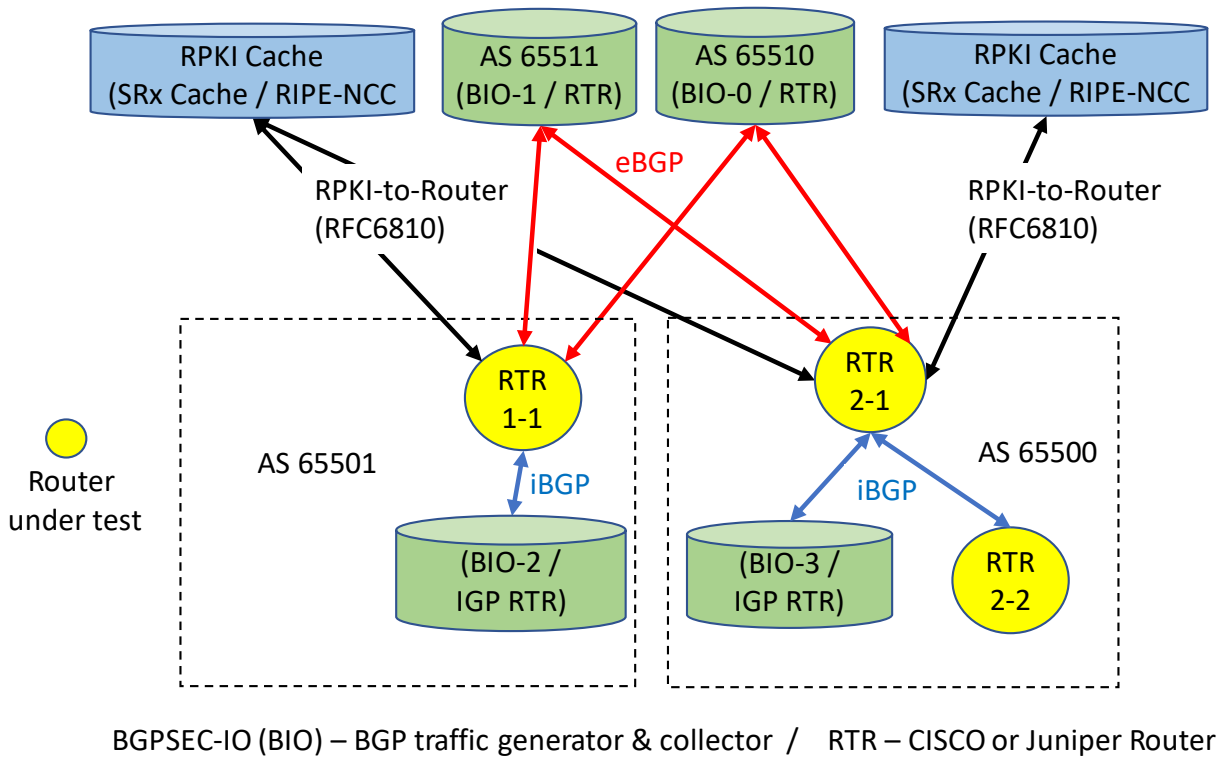 RPKI Cache
(SRx Cache / RIPE-NCC
AS 65511
(BIO-1 / RTR)
AS 65510
(BIO-0 / RTR)
RPKI Cache
(SRx Cache / RIPE-NCC
eBGP
RPKI-to-Router
(RFC6810)
RPKI-to-Router
(RFC6810)
RTR
1-1
RTR
2-1
Router
under test
AS 65501
iBGP
AS 65500
iBGP
(BIO-2 /
IGP RTR)
(BIO-3 /
IGP RTR)
RTR
2-2
BGPSEC-IO (BIO) – BGP traffic generator & collector / RTR – CISCO or Juniper Router